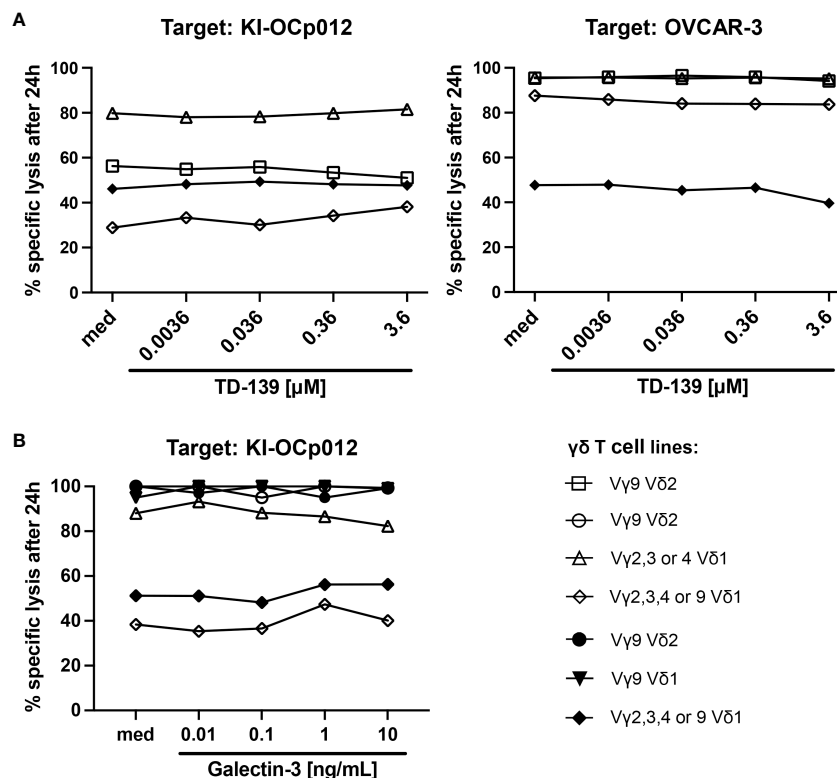 A
Target: KI-OCp012
% specific lysis after 24h
100
80
60
40
20
0
med
0.0036
0.036
0.36
3.6
TD-139 [µM]
Target: OVCAR-3
% specific lysis after 24h
100
80
60
40
20
0
med
0.0036
0.036
0.36
3.6
TD-139 [µM]
B
Target: KI-OCp012
% specific lysis after 24h
100
80
60
40
20
0
med
0.01
0.1
1
10
Galectin-3 [ng/mL]
γδ T cell lines:
Vγ9 Vδ2
Vγ9 Vδ2
Vγ2,3 or 4 Vδ1
Vγ2,3,4 or 9 Vδ1
Vγ9 Vδ2
Vγ9 Vδ1
Vγ2,3,4 or 9 Vδ1